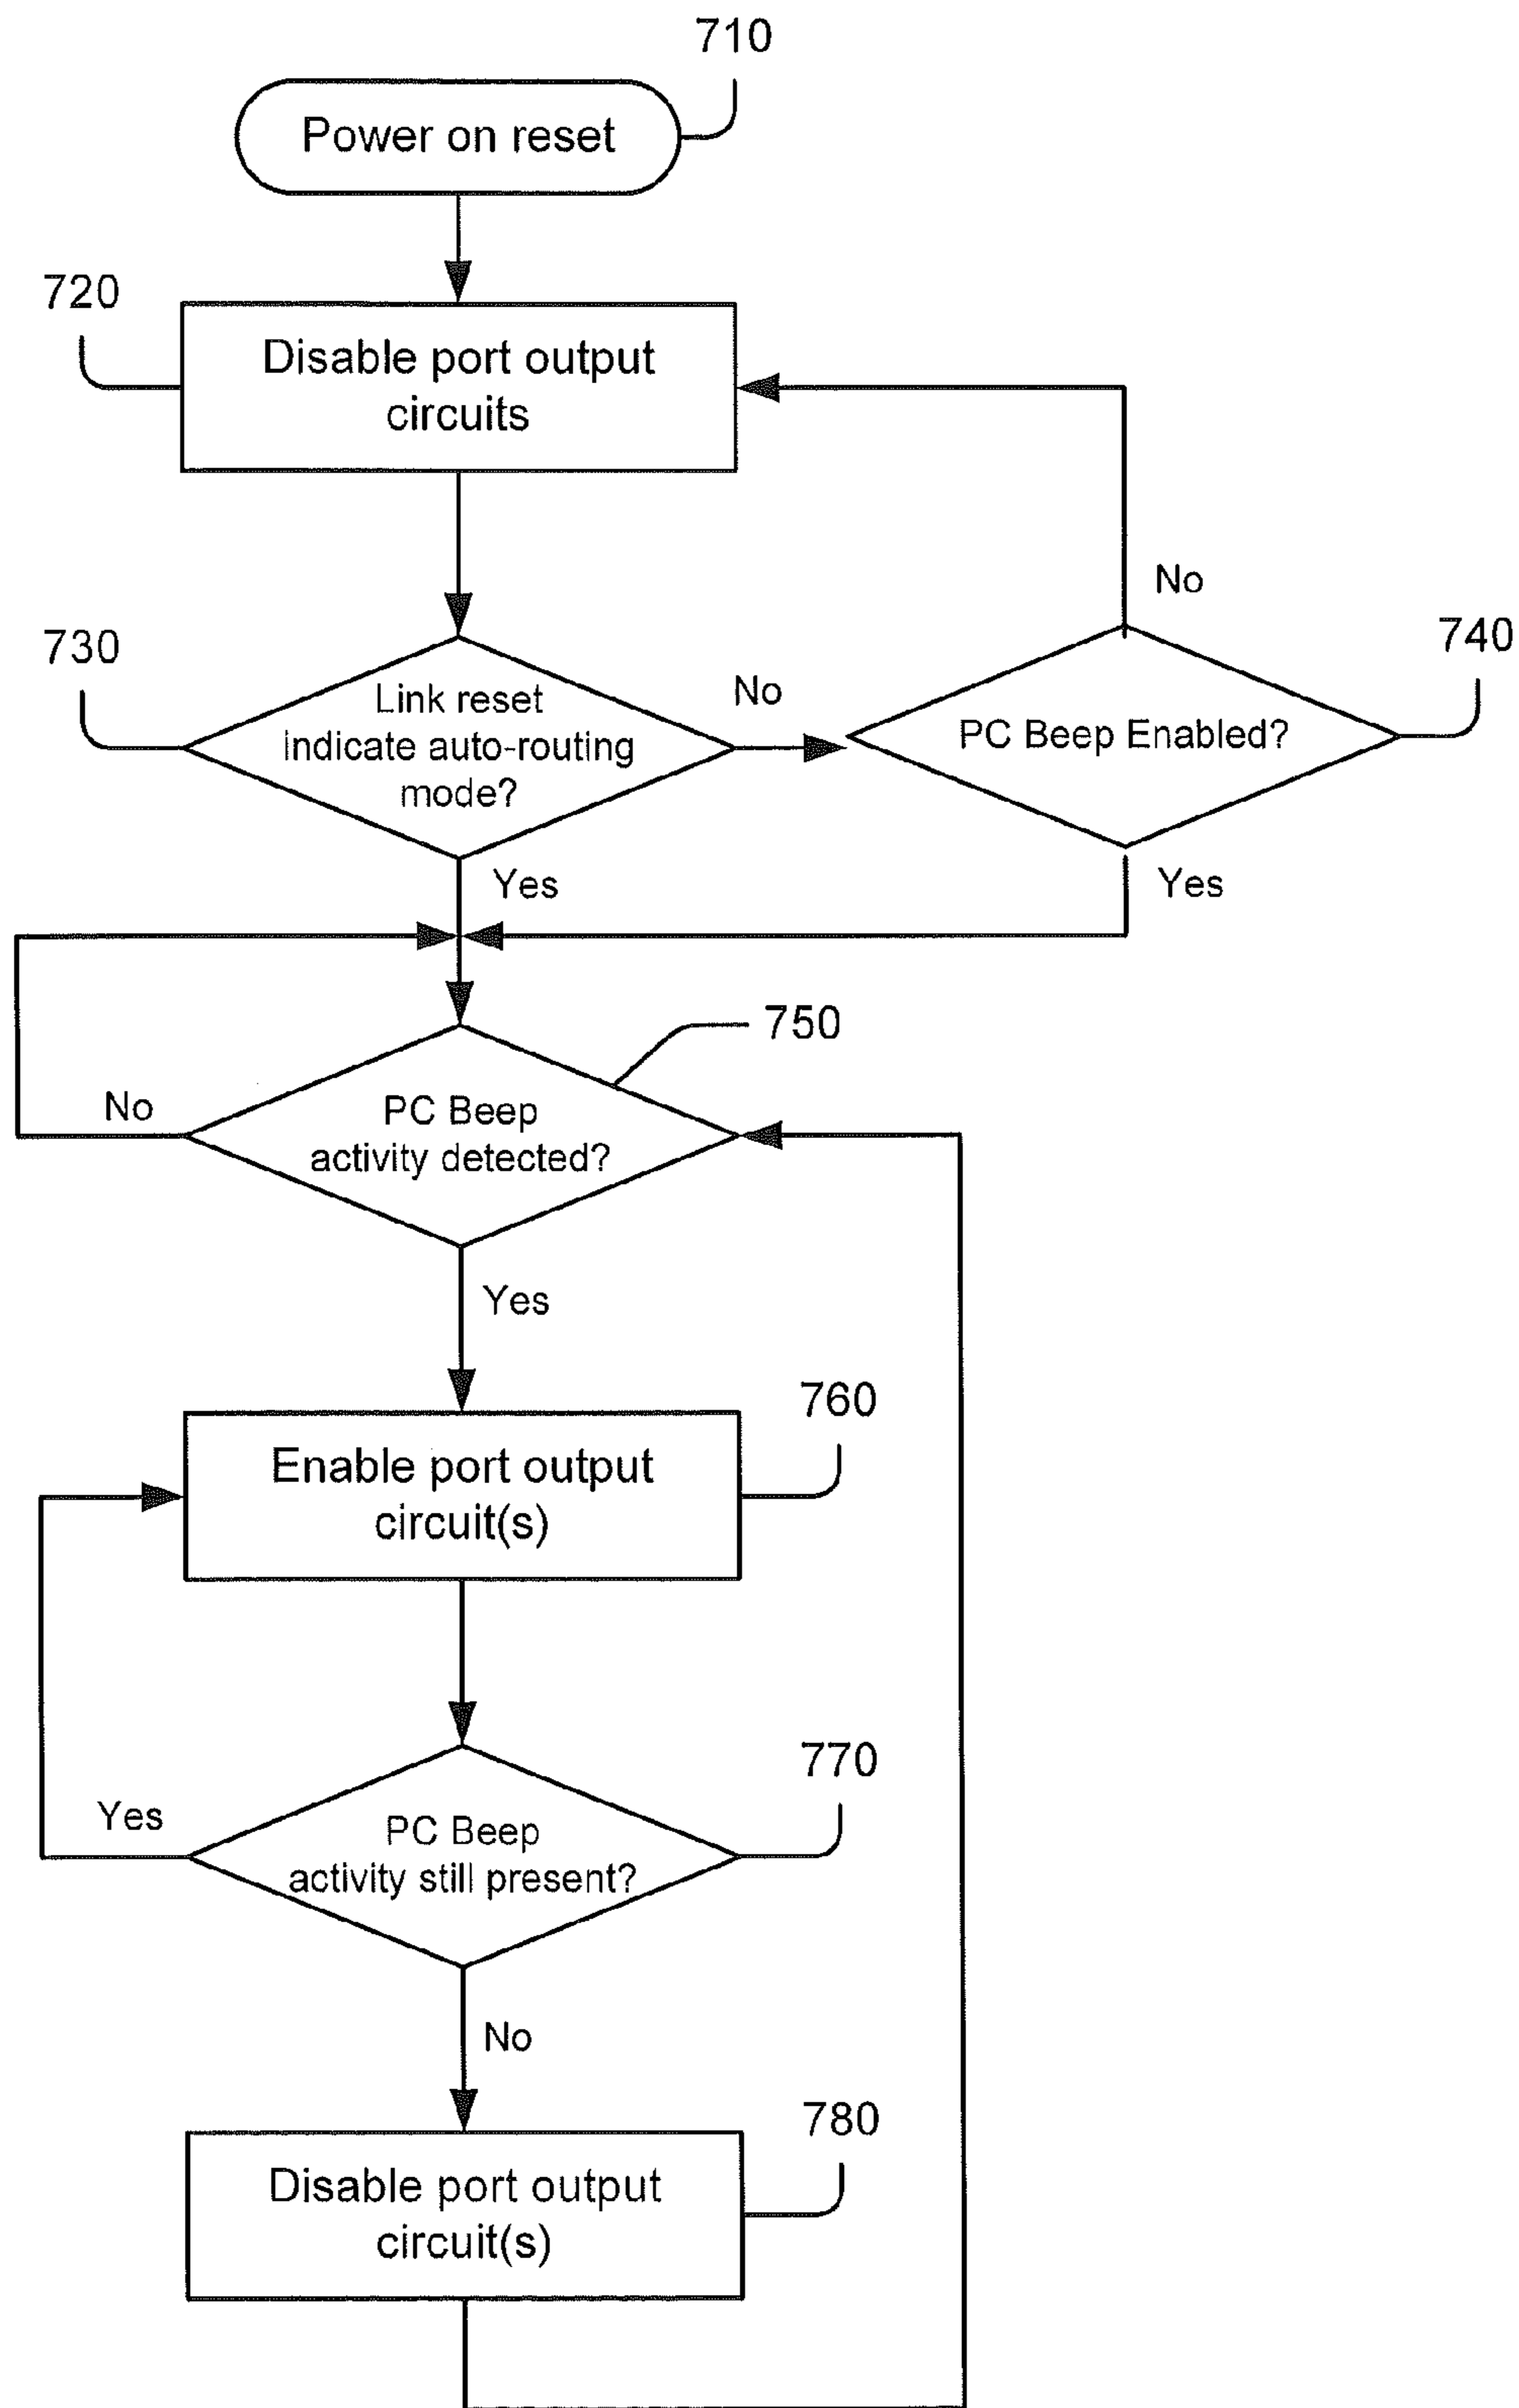 710
Power on reset
720
Disable port output
circuits
No
730
740
Link reset
indicate auto-routing
mode?
No
PC Beep Enabled?
Yes
Yes
750
No
PC Beep
activity detected?
Yes
760
Enable port output
circuit(s)
770
Yes
PC Beep
activity still present?
No
780
Disable port output
circuit(s)